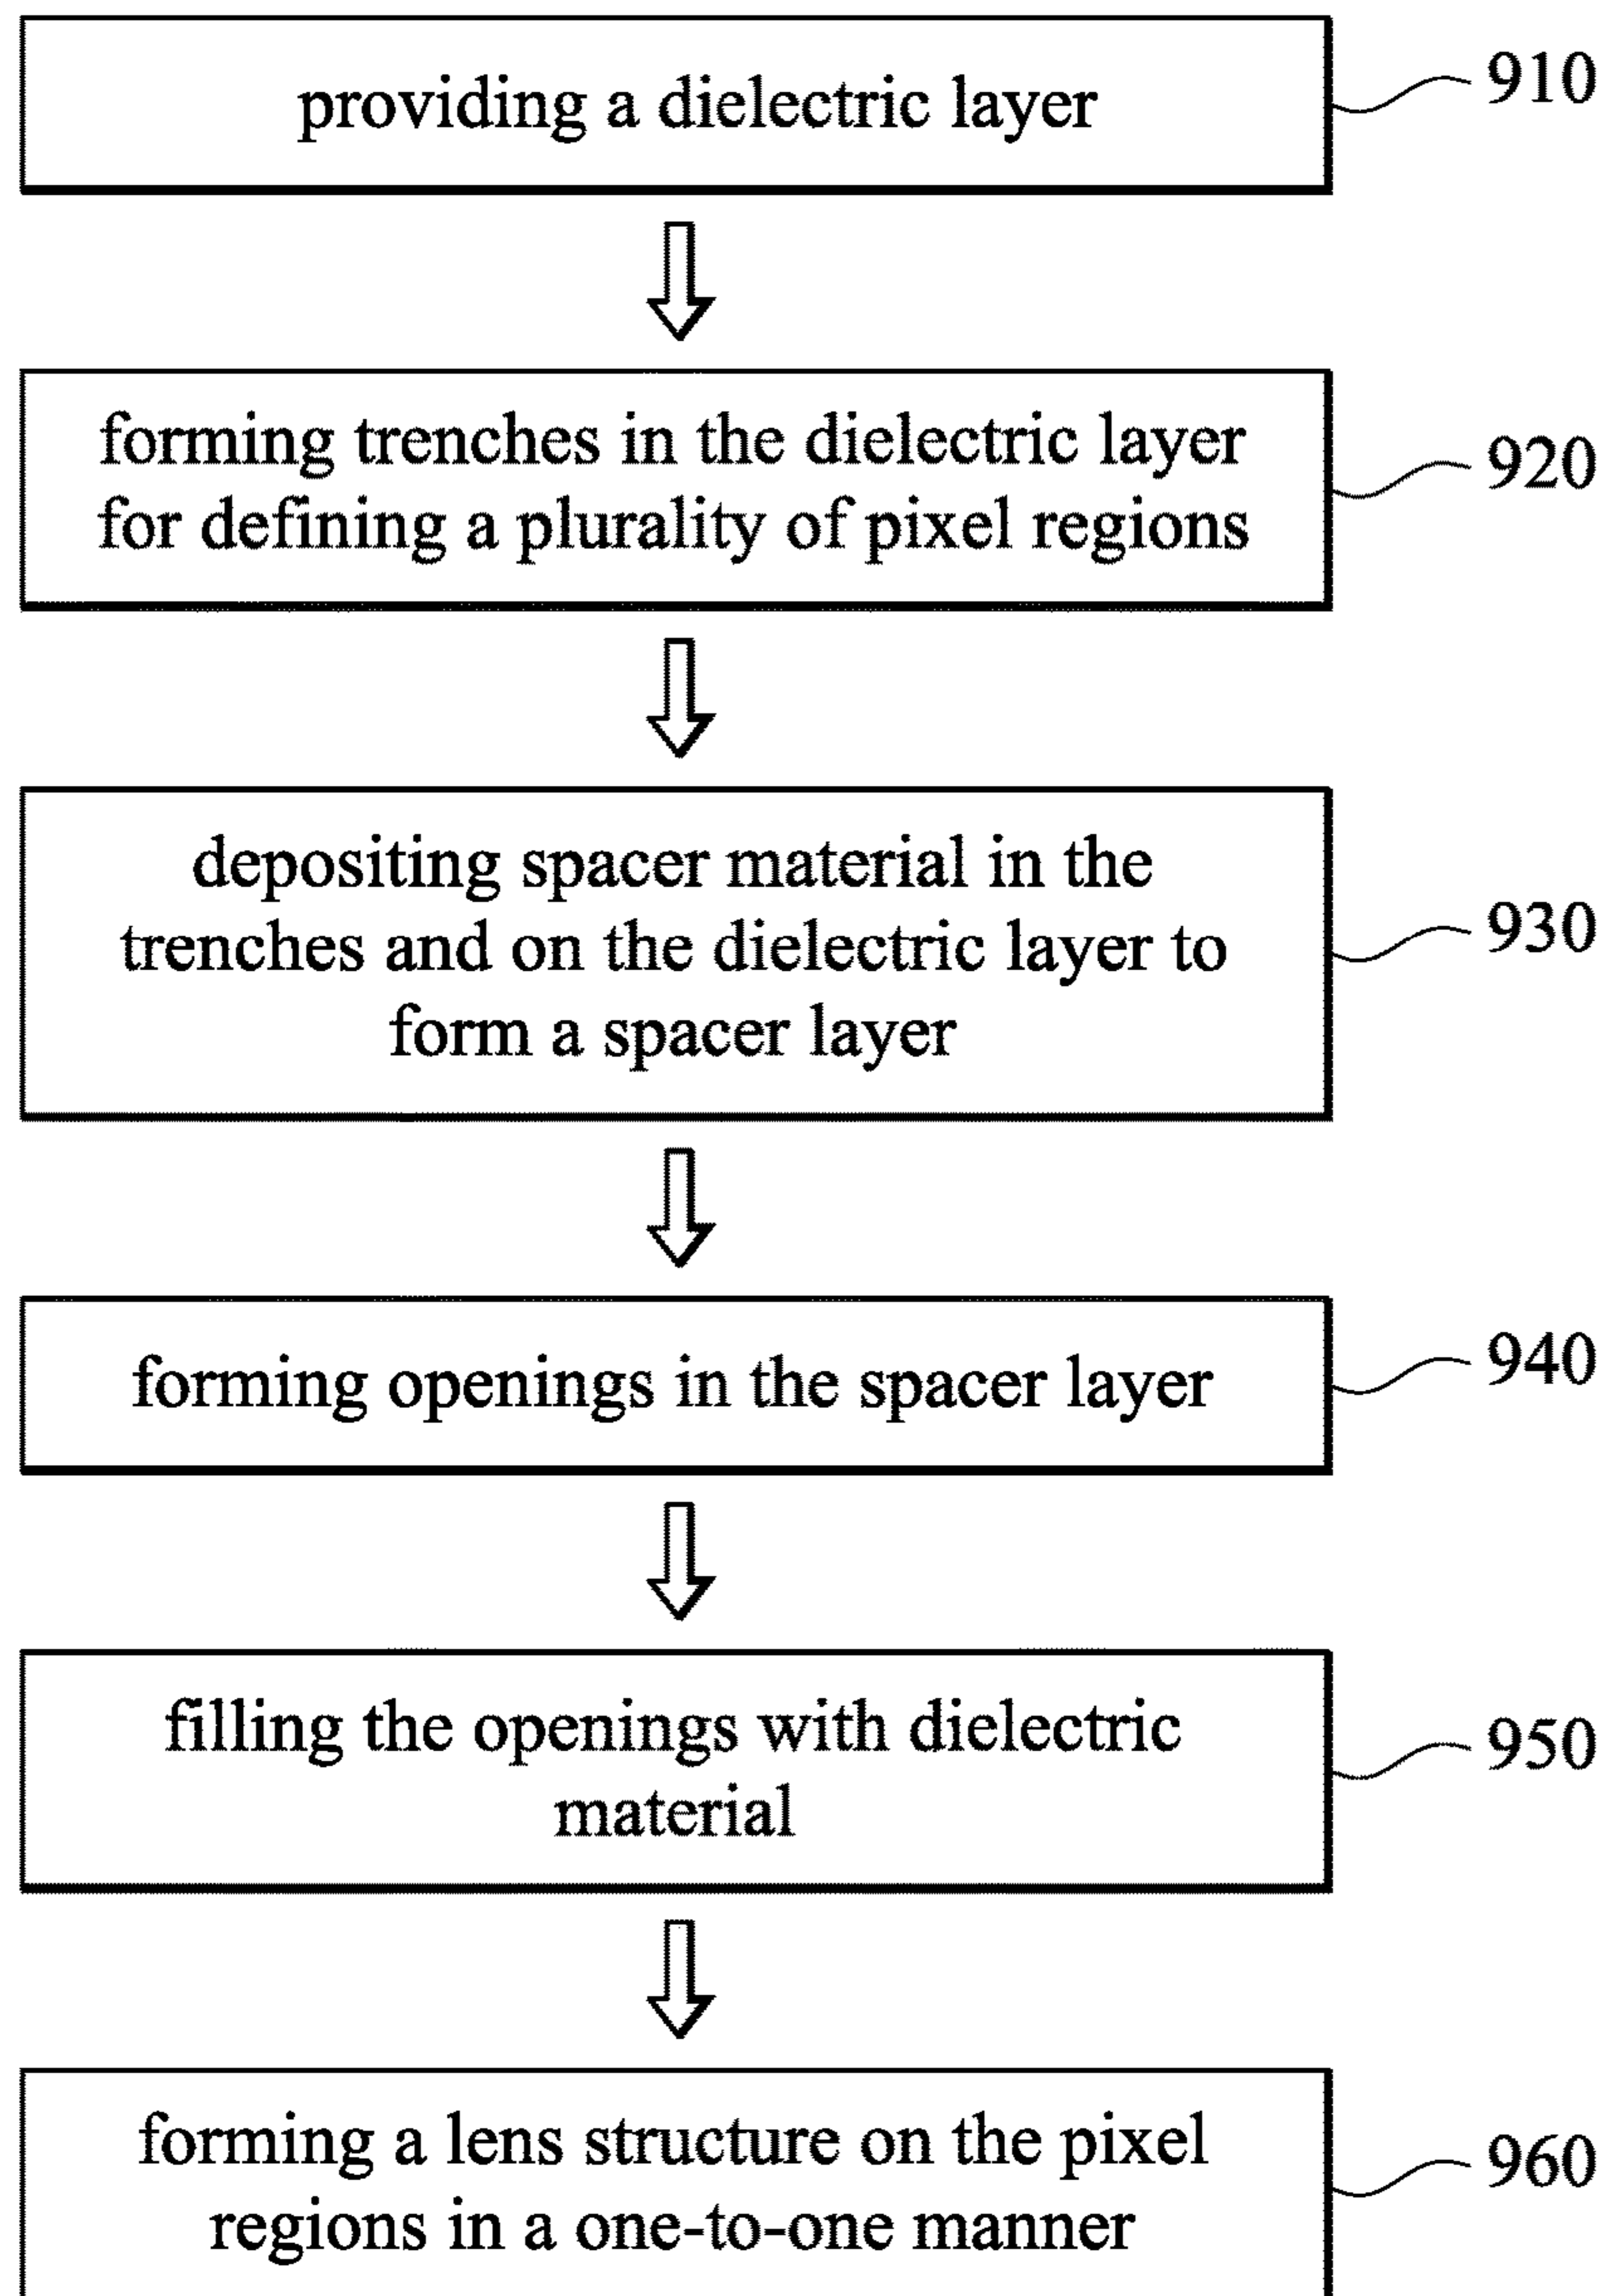 providing a dielectric layer
910
forming trenches in the dielectric layer
for defining a plurality of pixel regions
920
depositing spacer material in the
trenches and on the dielectric layer to
form a spacer layer
930
forming openings in the spacer layer
940
filling the openings with dielectric
material
950
forming a lens structure on the pixel
regions in a one-to-one manner
960